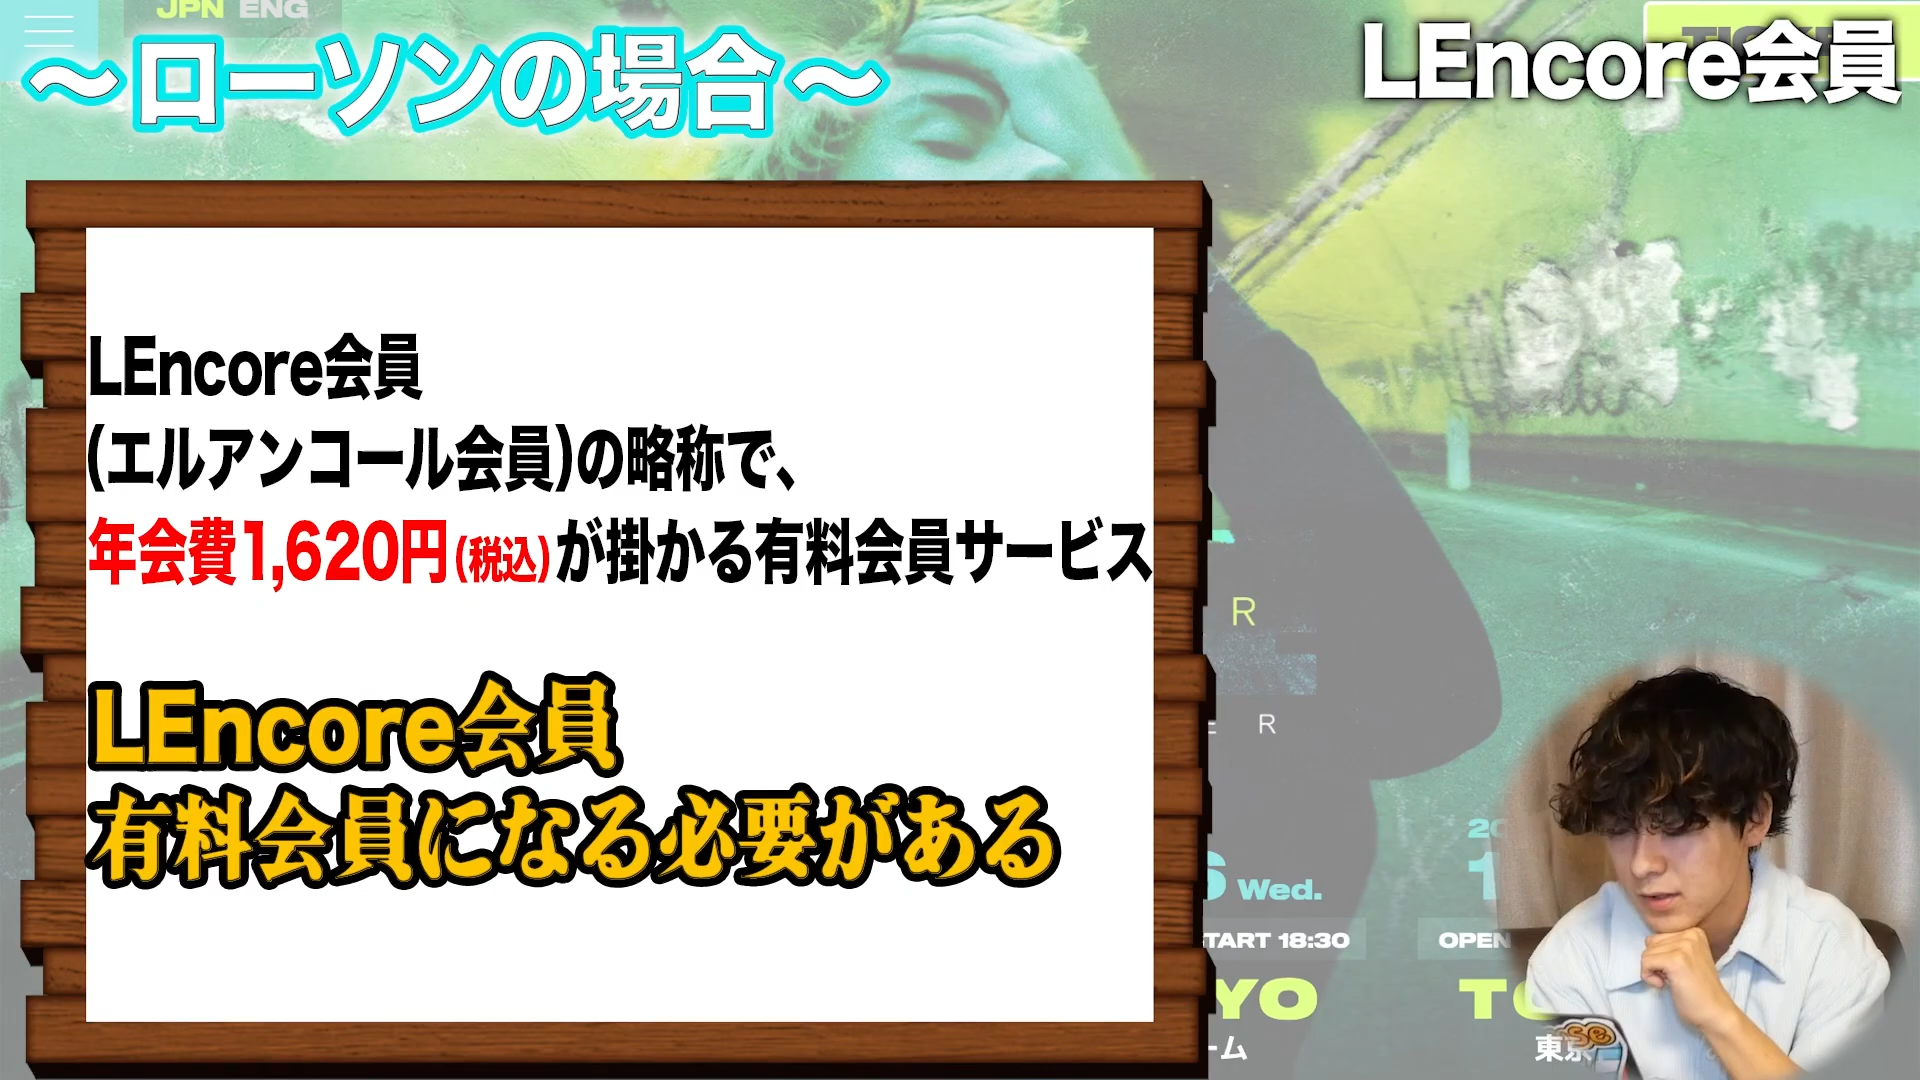 JPN ENG
～ローソンの場合～
LEncore会員
LEncore会員
(エルアンコール会員)の略称で、
年会費1,620円(税込)が掛かる有料会員サービス
LEncore会員
有料会員になる必要がある
R
R
Wed.
START 18:30
OPEN
YO
ーム
東京